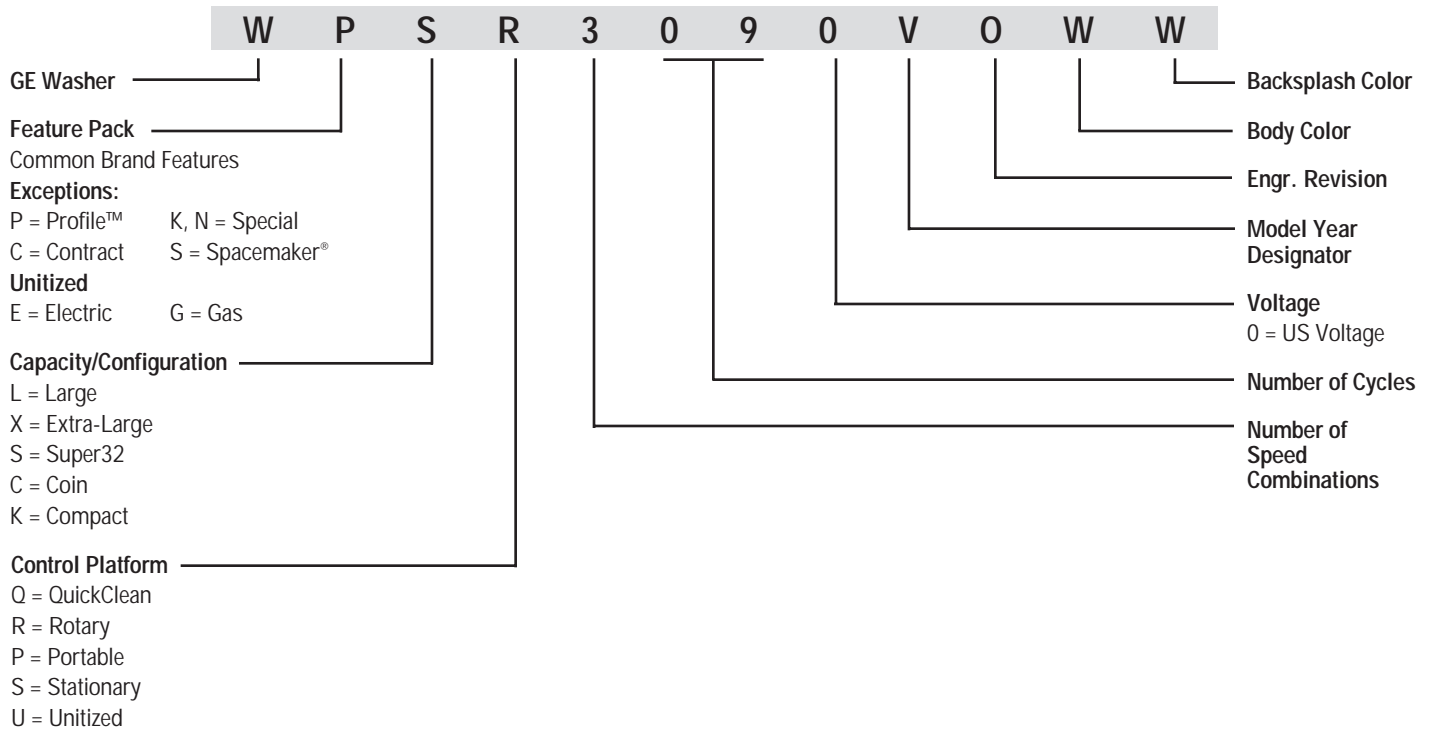 W P S R 3 0 9 0 V O W W
GE Washer
Feature Pack
Common Brand Features
Exceptions:
P = Profile™ K, N = Special
C = Contract S = Spacemaker®
Unitized
E = Electric G = Gas
Capacity/Configuration
L = Large
X = Extra-Large
S = Super32
C = Coin
K = Compact
Control Platform
Q = QuickClean
R = Rotary
P = Portable
S = Stationary
U = Unitized
Backsplash Color
Body Color
Engr. Revision
Model Year
Designator
Voltage
0 = US Voltage
Number of Cycles
Number of
Speed
Combinations